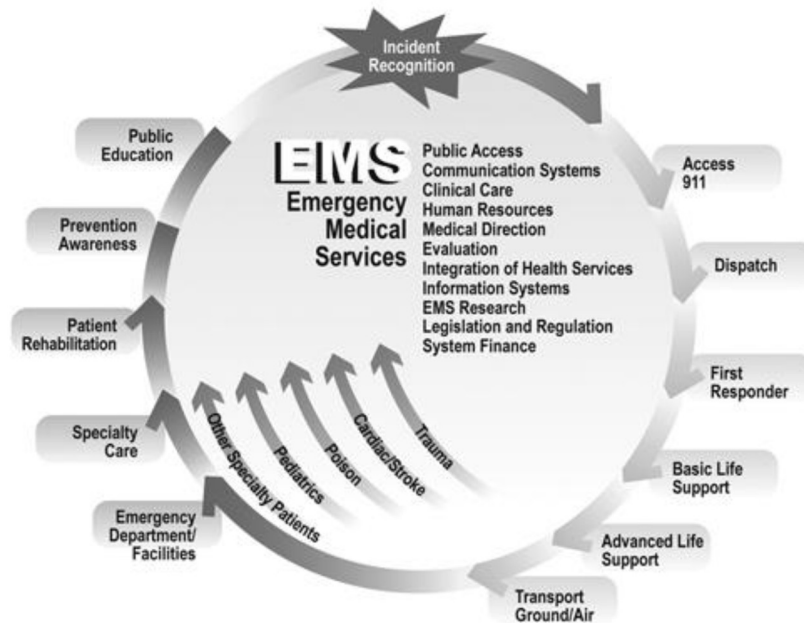 Incident
Recognition
EMS
Emergency
Medical
Services
Public Access
Communication Systems
Clinical Care
Human Resources
Medical Direction
Evaluation
Integration of Health Services
Information Systems
EMS Research
Legislation and Regulation
System Finance
Access
911
Dispatch
First
Responder
Basic Life
Support
Advanced Life
Support
Transport
Ground/Air
Emergency
Department/
Facilities
Specialty
Care
Patient
Rehabilitation
Prevention
Awareness
Public
Education
Other Specialty Patients
Pediatrics
Poison
Cardiac/Stroke
Trauma